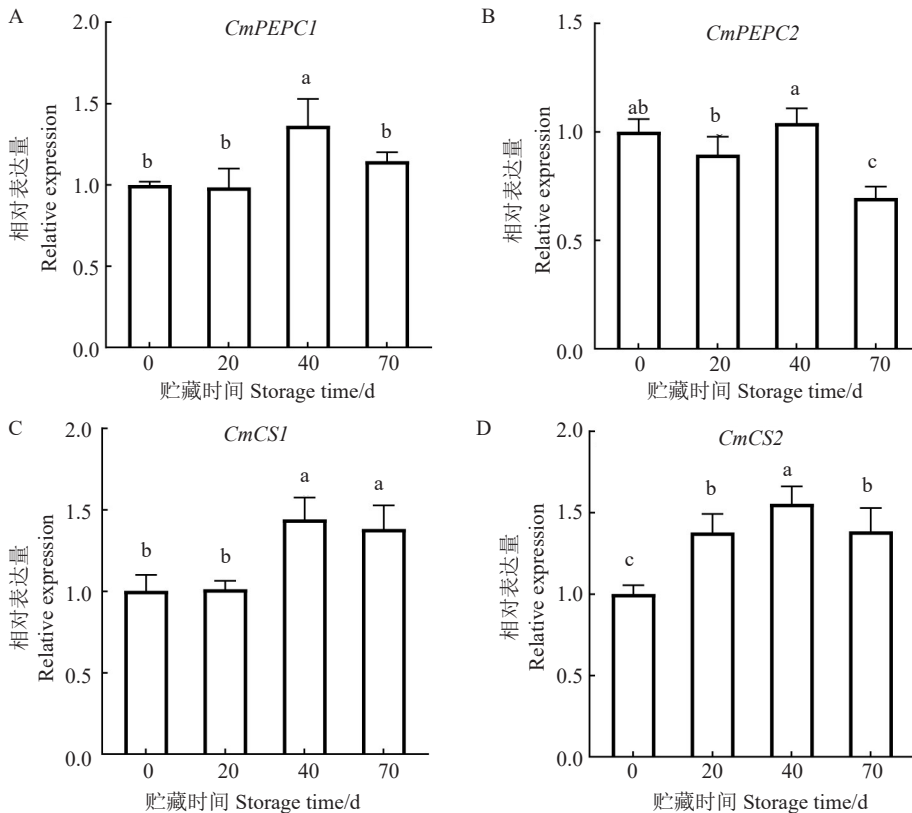 A
CmPEPC1
2.0
1.5
1.0
0.5
0.0
b
b
a
b
0
20
40
70
相对表达量
Relative expression
贮藏时间 Storage time/d
B
CmPEPC2
1.5
1.0
0.5
0.0
ab
b
a
c
0
20
40
70
相对表达量
Relative expression
贮藏时间 Storage time/d
C
CmCS1
2.0
1.5
1.0
0.5
0.0
b
b
a
a
0
20
40
70
相对表达量
Relative expression
贮藏时间 Storage time/d
D
CmCS2
2.0
1.5
1.0
0.5
0.0
c
b
a
b
0
20
40
70
相对表达量
Relative expression
贮藏时间 Storage time/d